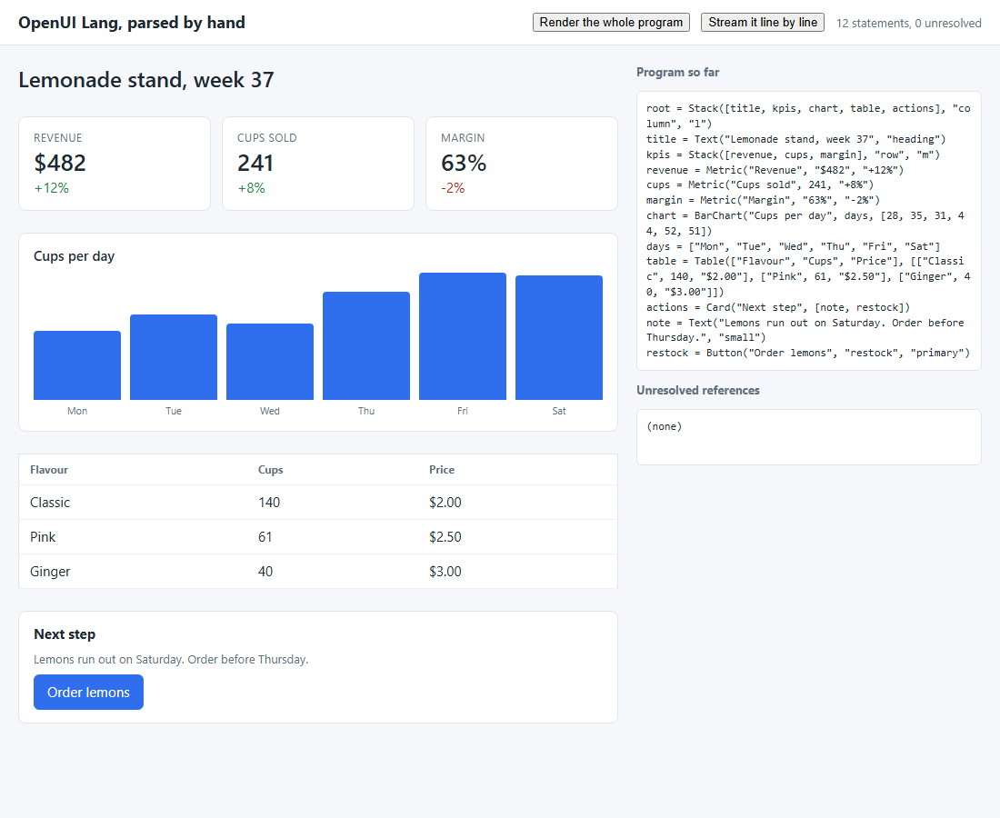 OpenUI Lang, parsed by hand
Render the whole program
Stream it line by line
12 statements, 0 unresolved
Lemonade stand, week 37
REVENUE
$482
+12%
CUPS SOLD
241
+8%
MARGIN
63%
-2%
Cups per day
Mon Tue Wed Thu Fri Sat
Flavour Cups Price
Classic 140 $2.00
Pink 61 $2.50
Ginger 40 $3.00
Next step
Lemons run out on Saturday. Order before Thursday.
Order lemons
Program so far
root = Stack([title, kpis, chart, table, actions], "co
lumn", "l")
title = Text("Lemonade stand, week 37", "heading")
kpis = Stack([revenue, cups, margin], "row", "m")
revenue = Metric("Revenue", "$482", "+12%")
cups = Metric("Cups sold", 241, "+8%")
margin = Metric("Margin", "63%", "-2%")
chart = BarChart("Cups per day", days, [28, 35, 31, 4
4, 52, 51])
days = ["Mon", "Tue", "Wed", "Thu", "Fri", "Sat"]
table = Table(["Flavour", "Cups", "Price"], [["Classi
c", 140, "$2.00"], ["Pink", 61, "$2.50"], ["Ginger", 4
0, "$3.00"]])
actions = Card("Next step", [note, restock])
note = Text("Lemons run out on Saturday. Order before
Thursday.", "small")
restock = Button("Order lemons", "restock", "primary")
Unresolved references
(none)